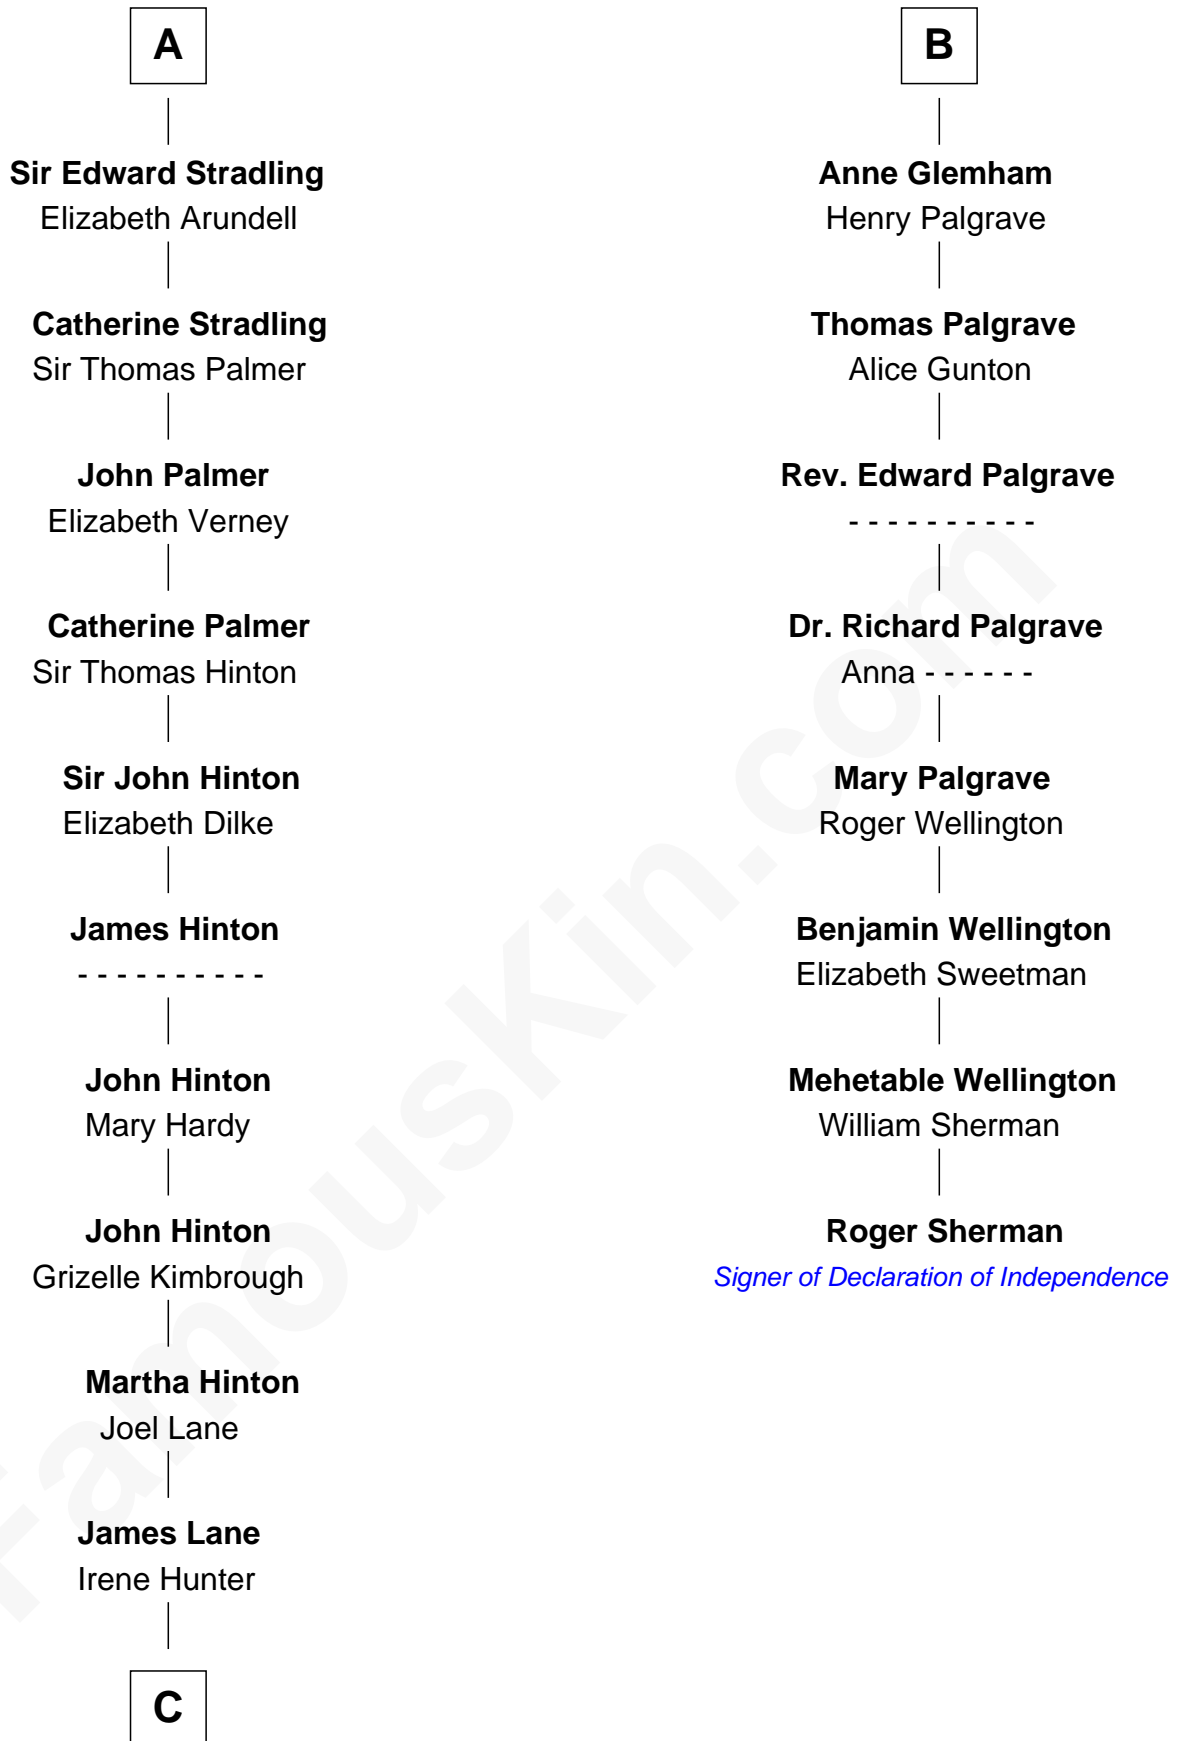 A
Sir Edward Stradling
Elizabeth Arundell
Catherine Stradling
Sir Thomas Palmer
John Palmer
Elizabeth Verney
Catherine Palmer
Sir Thomas Hinton
Sir John Hinton
Elizabeth Dilke
James Hinton
- - - - - - - - - -
John Hinton
Mary Hardy
John Hinton
Grizelle Kimbrough
Martha Hinton
Joel Lane
James Lane
Irene Hunter
C
B
Anne Glemham
Henry Palgrave
Thomas Palgrave
Alice Gunton
Rev. Edward Palgrave
- - - - - - - - - -
Dr. Richard Palgrave
Anna - - - - - -
Mary Palgrave
Roger Wellington
Benjamin Wellington
Elizabeth Sweetman
Mehetable Wellington
William Sherman
Roger Sherman
Signer of Declaration of Independence
FamousKin.com